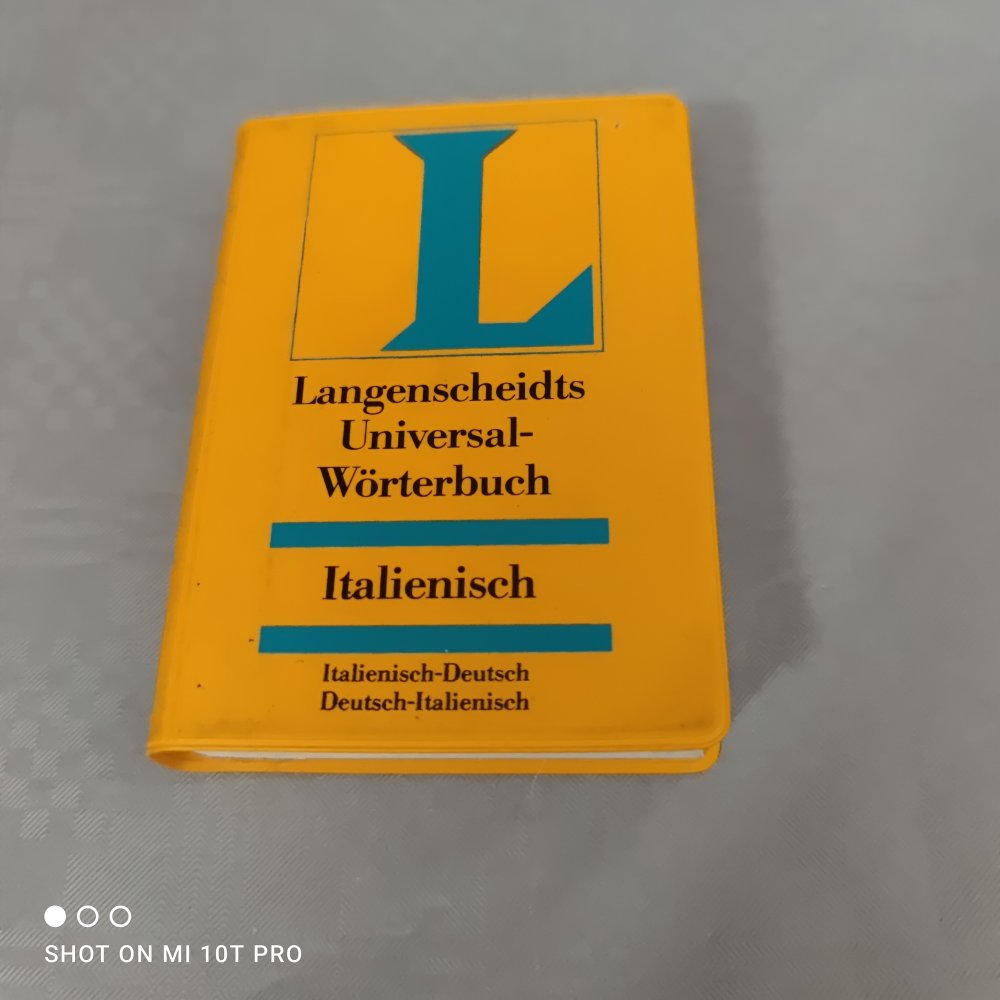 L
Langenscheidts
Universal-
Wörterbuch
Italienisch
Italienisch-Deutsch
Deutsch-Italienisch
SHOT ON MI 10T PRO